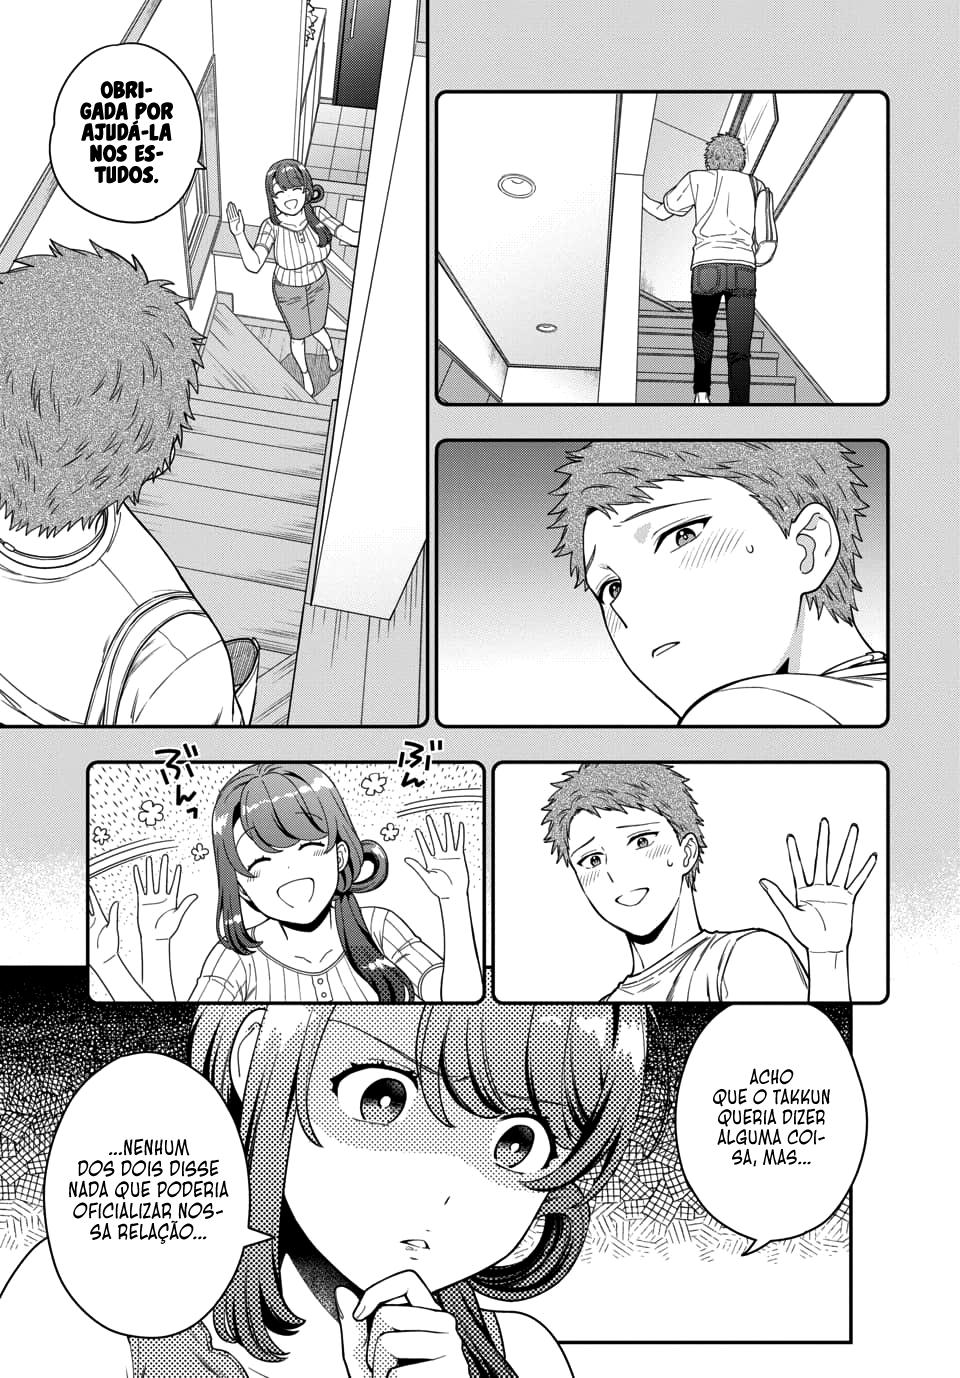 OBRI-
GADA POR
AJUDÁ-LA
NOS ES-
TUDOS.
ぶん
ぶん
ACHO
QUE O TAKKUN
QUERIA DIZER
ALGUMA COI-
SA, MAS...
...NENHUM
DOS DOIS DISSE
NADA QUE PODERIA
OFICIALIZAR NOS-
SA RELAÇÃO...